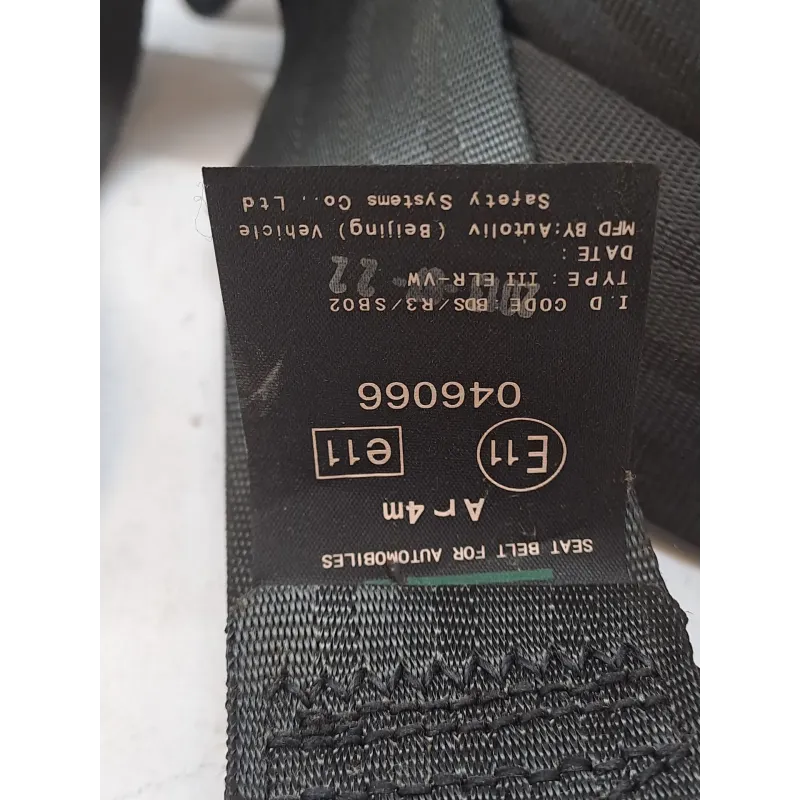 SEAT BELT FOR AUTOMOBILES
Ar4m
E11 e11
046066
I.D CODE: BDS/R3/SB02
TYPE: III ELR-VW
DATE:
MFD BY:Autoliv (Beijing) Vehicle
Safety Systems Co., Ltd